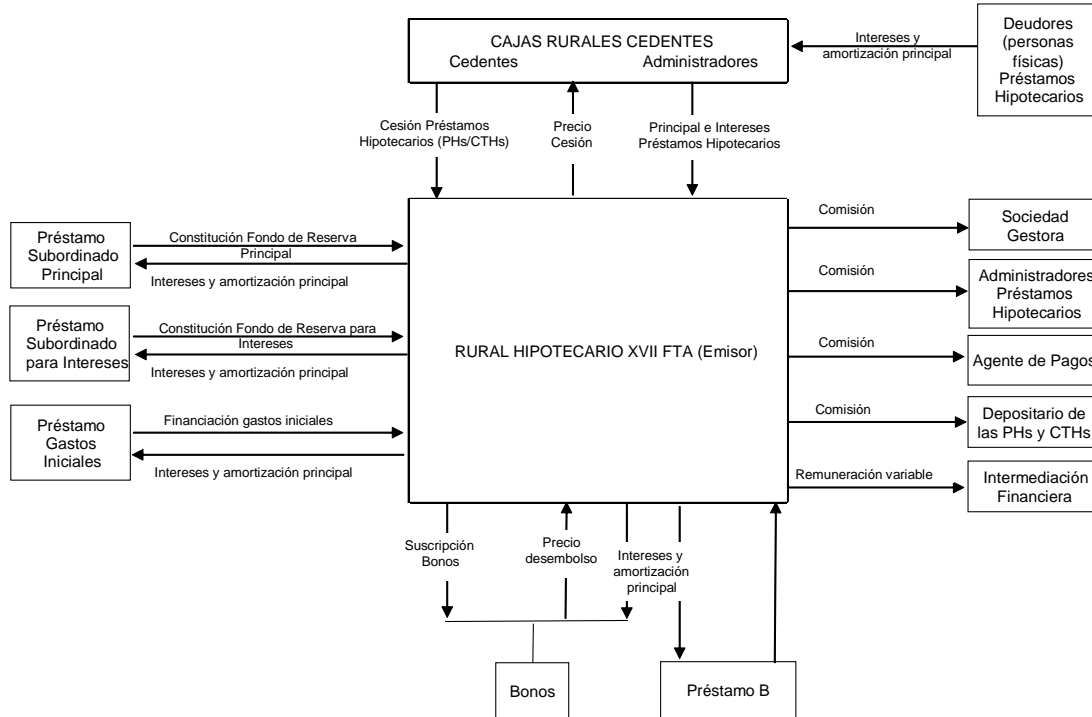 CAJAS RURALES CEDENTES
Cedentes
Administradores
Intereses y
amortización principal
Deudores
(personas
físicas)
Préstamos
Hipotecarios
Cesión Préstamos
Hipotecarios (PHs/CTHs)
Precio
Cesión
Principal e Intereses
Préstamos Hipotecarios
Préstamo
Subordinado
Principal
Constitución Fondo de Reserva
Principal
Intereses y amortización principal
Préstamo
Subordinado
para Intereses
Constitución Fondo de Reserva para
Intereses
Intereses y amortización principal
Préstamo
Gastos
Iniciales
Financiación gastos iniciales
Intereses y amortización principal
RURAL HIPOTECARIO XVII FTA (Emisor)
Comisión
Sociedad
Gestora
Comisión
Administradores
Préstamos
Hipotecarios
Comisión
Agente de Pagos
Comisión
Depositario de
las PHs y CTHs
Remuneración variable
Intermediación
Financiera
Suscripción
Bonos
Precio
desembolso
Intereses y
amortización
principal
Bonos
Préstamo B